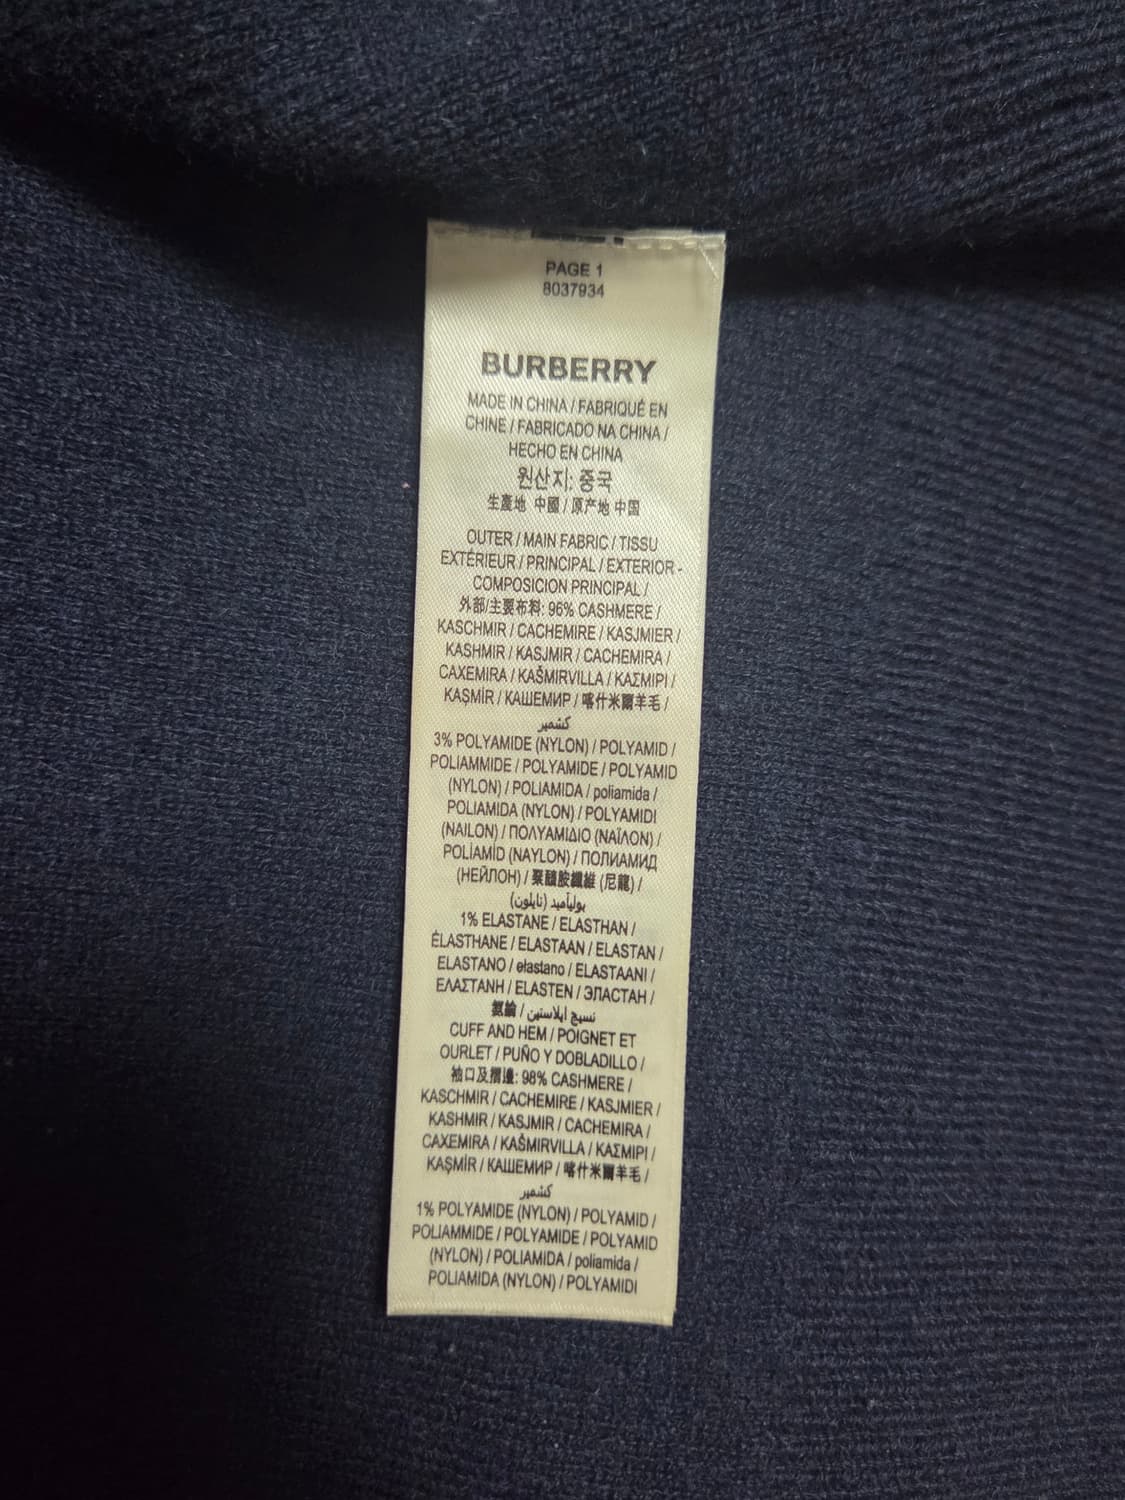 PAGE 1
8037934
BURBERRY
MADE IN CHINA / FABRIQUÉ EN
CHINE / FABRICADO NA CHINA /
HECHO EN CHINA
원산지: 중국
生產地 中國 / 原产地 中国
OUTER / MAIN FABRIC / TISSU
EXTÉRIEUR / PRINCIPAL / EXTERIOR -
COMPOSICION PRINCIPAL /
外部/主要布料: 96% CASHMERE /
KASCHMIR / CACHEMIRE / KASJMIER /
KASHMIR / KASJMIR / CACHEMIRA /
CAXEMIRA / KAŠMIRVILLA / ΚΑΣΜΙΡΙ /
KAŞMİR / КАШЕМИР / 喀什米爾羊毛 /
كشمير
3% POLYAMIDE (NYLON) / POLYAMID /
POLIAMMIDE / POLYAMIDE / POLYAMID
(NYLON) / POLIAMIDA / poliamida /
POLIAMIDA (NYLON) / POLYAMIDI
(NAILON) / ΠΟΛΥΑΜΙΔΙΟ (ΝΑΪΛΟΝ) /
POLİAMİD (NAYLON) / ПОЛИАМИД
(НЕЙЛОН) / 聚醯胺纖維 (尼龍) /
بوليأميد (نايلون)
1% ELASTANE / ELASTHAN /
ÉLASTHANE / ELASTAAN / ELASTAN /
ELASTANO / elastano / ELASTAANI /
ΕΛΑΣΤΑΝΗ / ELASTEN / ЭЛАСТАН /
氨綸 / نسيج ايلاستين
CUFF AND HEM / POIGNET ET
OURLET / PUÑO Y DOBLADILLO /
袖口及摺邊: 98% CASHMERE /
KASCHMIR / CACHEMIRE / KASJMIER /
KASHMIR / KASJMIR / CACHEMIRA /
CAXEMIRA / KAŠMIRVILLA / ΚΑΣΜΙΡΙ /
KAŞMİR / КАШЕМИР / 喀什米爾羊毛 /
كشمير
1% POLYAMIDE (NYLON) / POLYAMID /
POLIAMMIDE / POLYAMIDE / POLYAMID
(NYLON) / POLIAMIDA / poliamida /
POLIAMIDA (NYLON) / POLYAMIDI